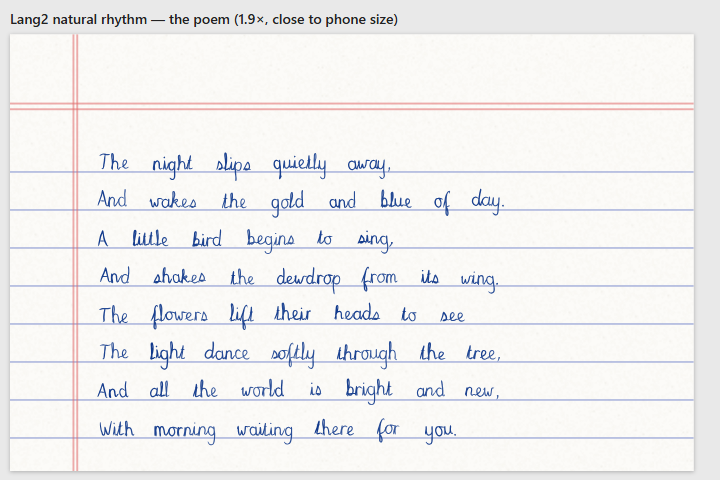 Lang2 natural rhythm — the poem (1.9×, close to phone size)
The night slips quietly away,
And wakes the gold and blue of day.
A little bird begins to sing,
And shakes the dewdrop from its wing.
The flowers lift their heads to see
The light dance softly through the tree,
And all the world is bright and new,
With morning waiting there for you.